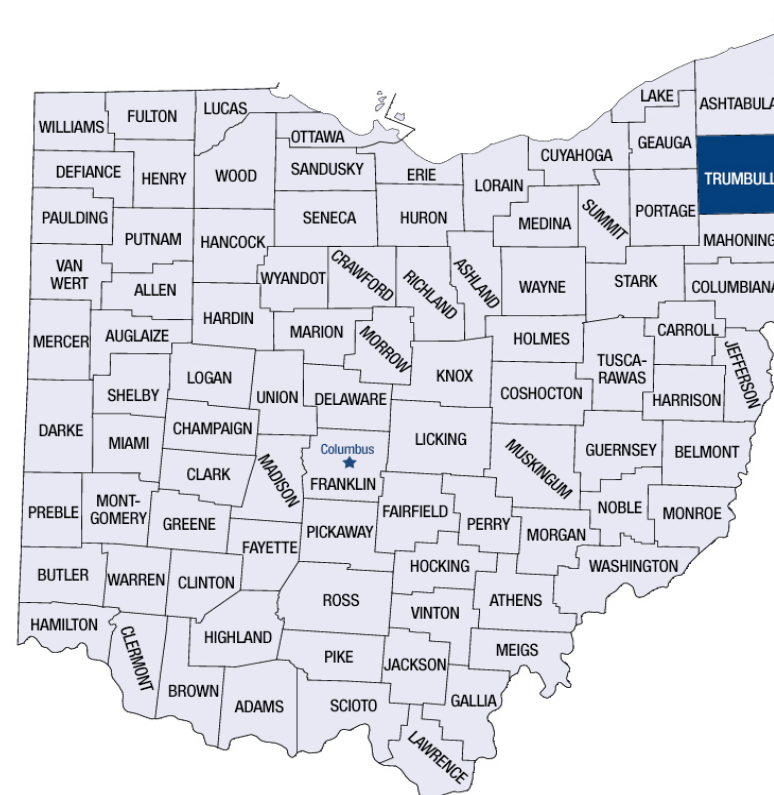 LAKE
ASHTABULA
LUCAS
FULTON
WILLIAMS
OTTAWA
GEAUGA
CUYAHOGA
DEFIANCE
HENRY
WOOD
SANDUSKY
ERIE
LORAIN
TRUMBULL
PAULDING
SENECA
HURON
MEDINA
SUMMIT
PORTAGE
PUTNAM
HANCOCK
MAHONING
VAN
WERT
ALLEN
WYANDOT
CRAWFORD
RICHLAND
ASHLAND
WAYNE
STARK
COLUMBIANA
HARDIN
MERCER
AUGLAIZE
MARION
MORROW
HOLMES
CARROLL
JEFFERSON
TUSCA-
RAWAS
LOGAN
KNOX
SHELBY
UNION
DELAWARE
COSHOCTON
HARRISON
DARKE
MIAMI
CHAMPAIGN
LICKING
Columbus
GUERNSEY
BELMONT
CLARK
MADISON
FRANKLIN
MUSKINGUM
PREBLE
MONT-
GOMERY
GREENE
PICKAWAY
FAIRFIELD
PERRY
NOBLE
MONROE
MORGAN
FAYETTE
HOCKING
WASHINGTON
BUTLER
WARREN
CLINTON
ROSS
VINTON
ATHENS
HAMILTON
CLERMONT
HIGHLAND
PIKE
JACKSON
MEIGS
BROWN
ADAMS
SCIOTO
GALLIA
LAWRENCE